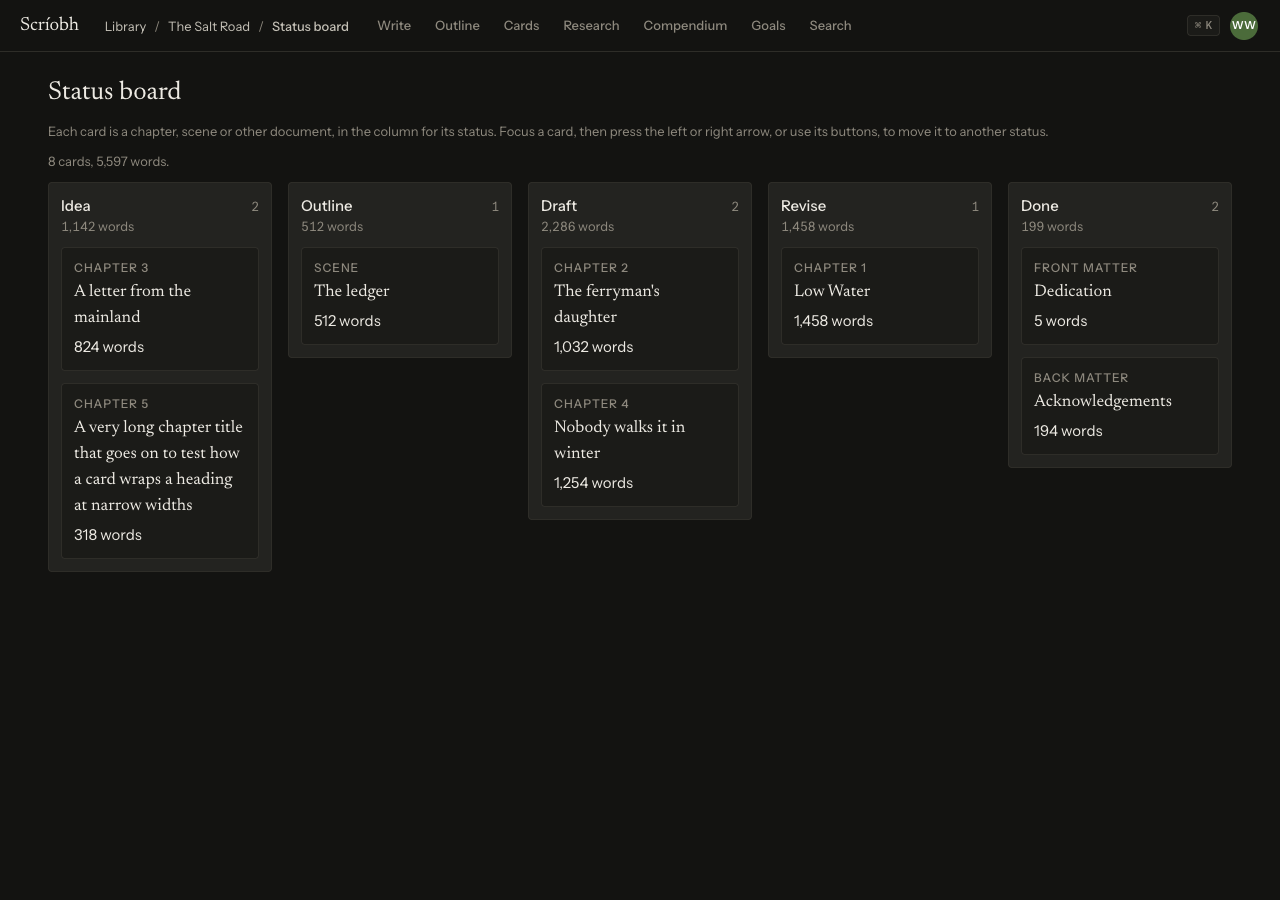 Scríobh Library / The Salt Road / Status board Write Outline Cards Research Compendium Goals Search ⌘ K WW
Status board
Each card is a chapter, scene or other document, in the column for its status. Focus a card, then press the left or right arrow, or use its buttons, to move it to another status.
8 cards, 5,597 words.
Idea 2
1,142 words
CHAPTER 3
A letter from the
mainland
824 words
CHAPTER 5
A very long chapter title
that goes on to test how
a card wraps a heading
at narrow widths
318 words
Outline 1
512 words
SCENE
The ledger
512 words
Draft 2
2,286 words
CHAPTER 2
The ferryman's
daughter
1,032 words
CHAPTER 4
Nobody walks it in
winter
1,254 words
Revise 1
1,458 words
CHAPTER 1
Low Water
1,458 words
Done 2
199 words
FRONT MATTER
Dedication
5 words
BACK MATTER
Acknowledgements
194 words